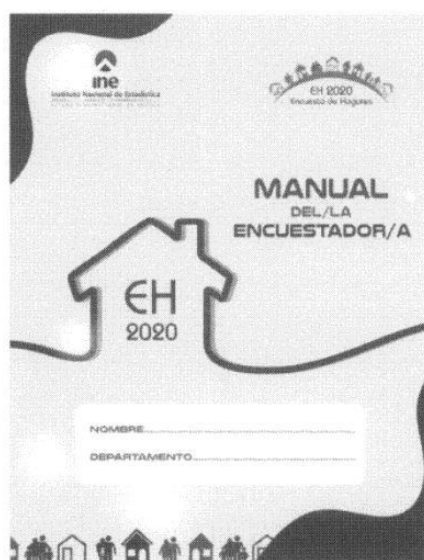 ine
Instituto Nacional de Estadística
EH 2020
Encuesta de Hogares
MANUAL
DEL/LA
ENCUESTADOR/A
EH
2020
NOMBRE
DEPARTAMENTO